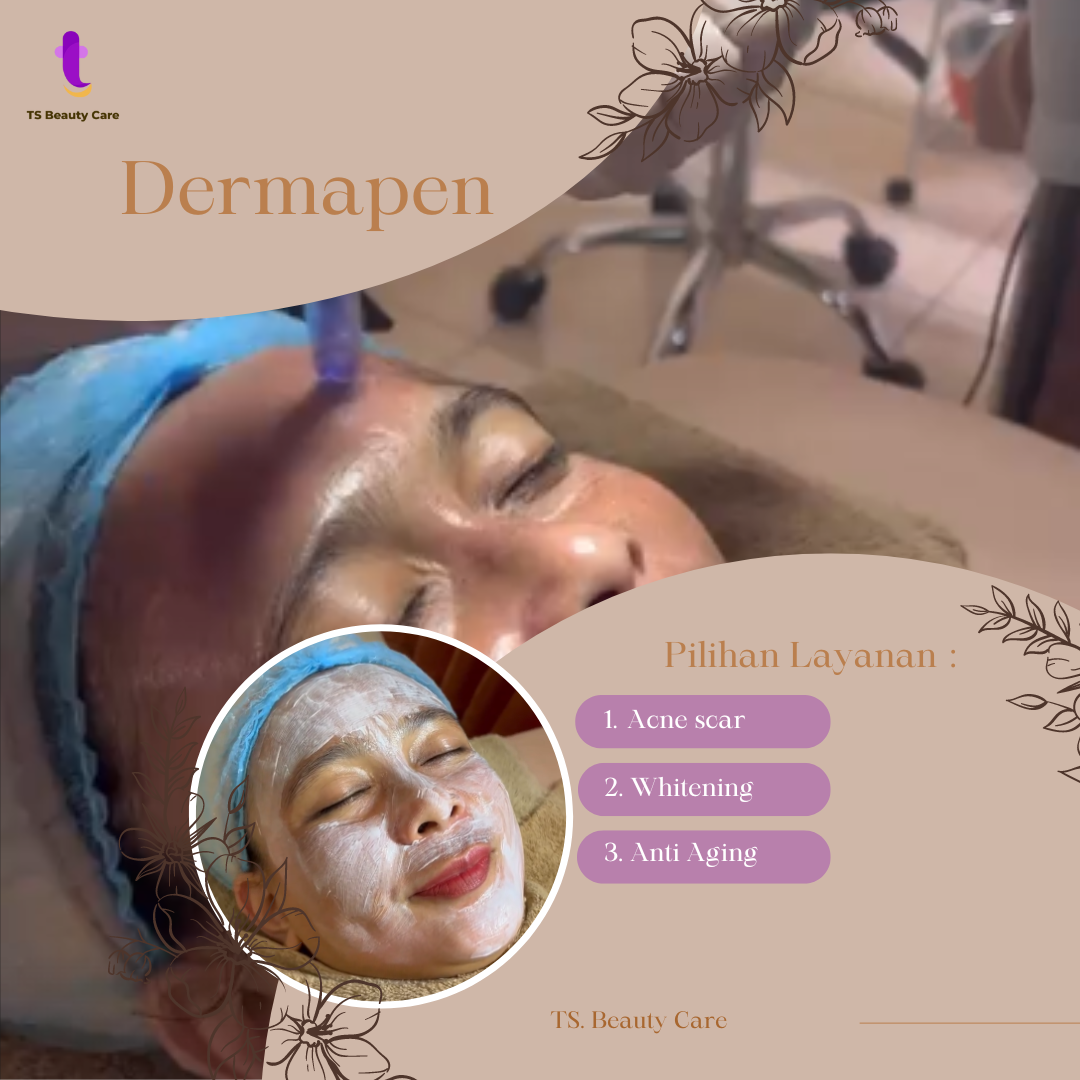 TS Beauty Care
Dermapen
Pilihan Layanan :
1. Acne scar
2. Whitening
3. Anti Aging
TS. Beauty Care